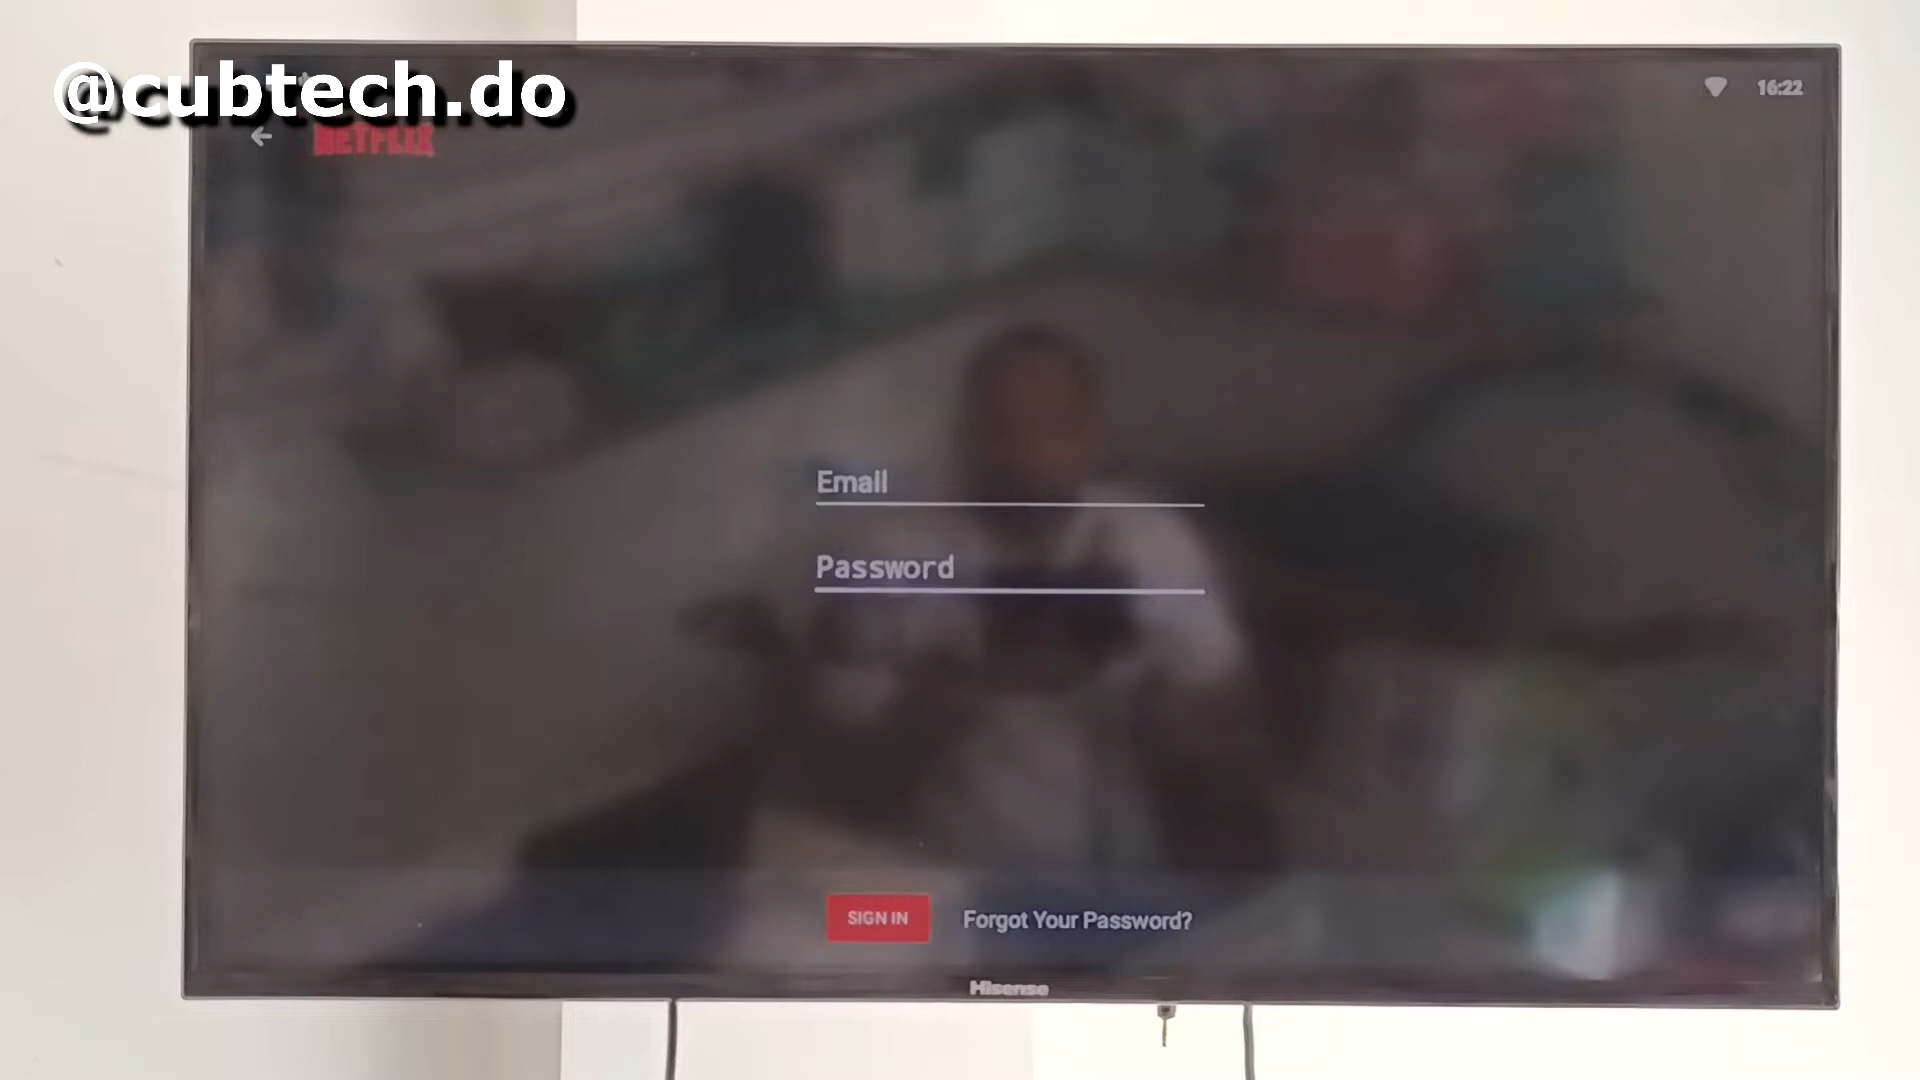 @cubtech.do
16:22
NETFLIX
Email
Password
SIGN IN Forgot Your Password?
Hisense